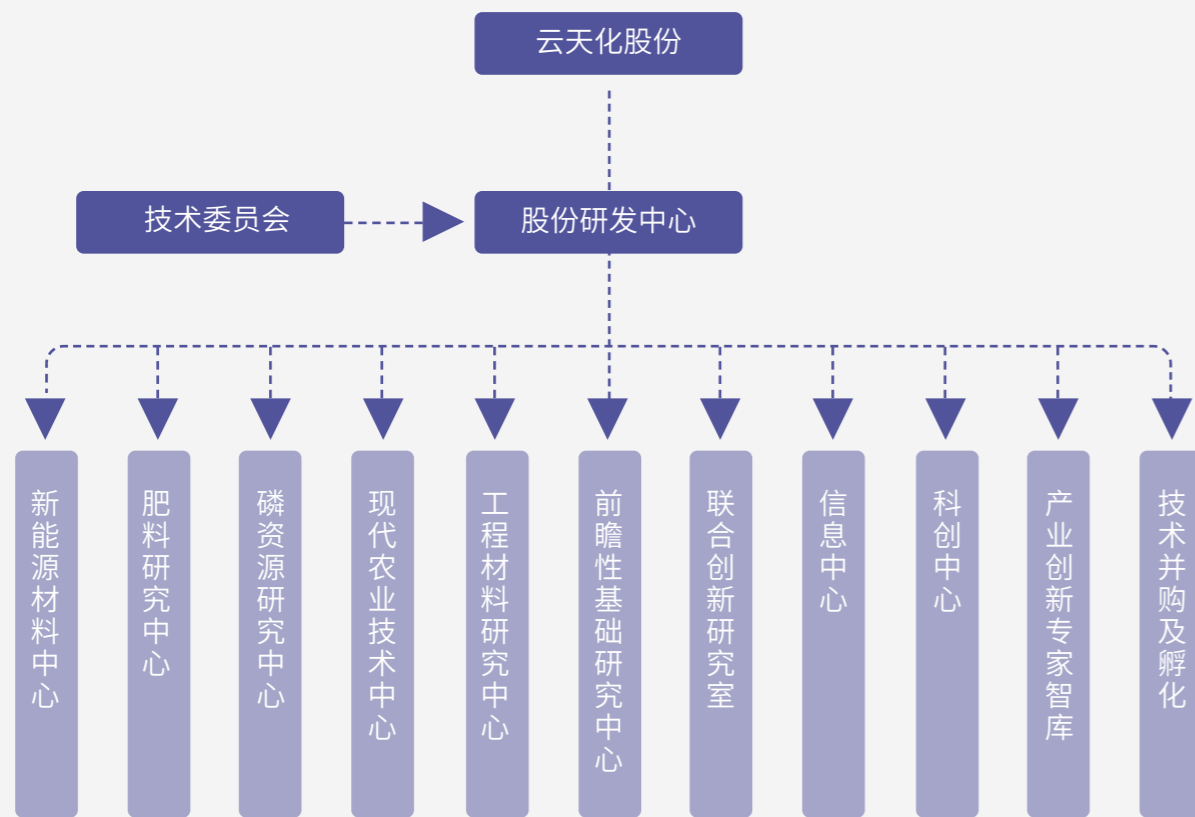 云天化股份
技术委员会
股份研发中心
新能源材料中心
肥料研究中心
磷资源研究中心
现代农业技术中心
工程材料研究中心
前瞻性基础研究中心
联合创新研究室
信息中心
科创中心
产业创新专家智库
技术并购及孵化